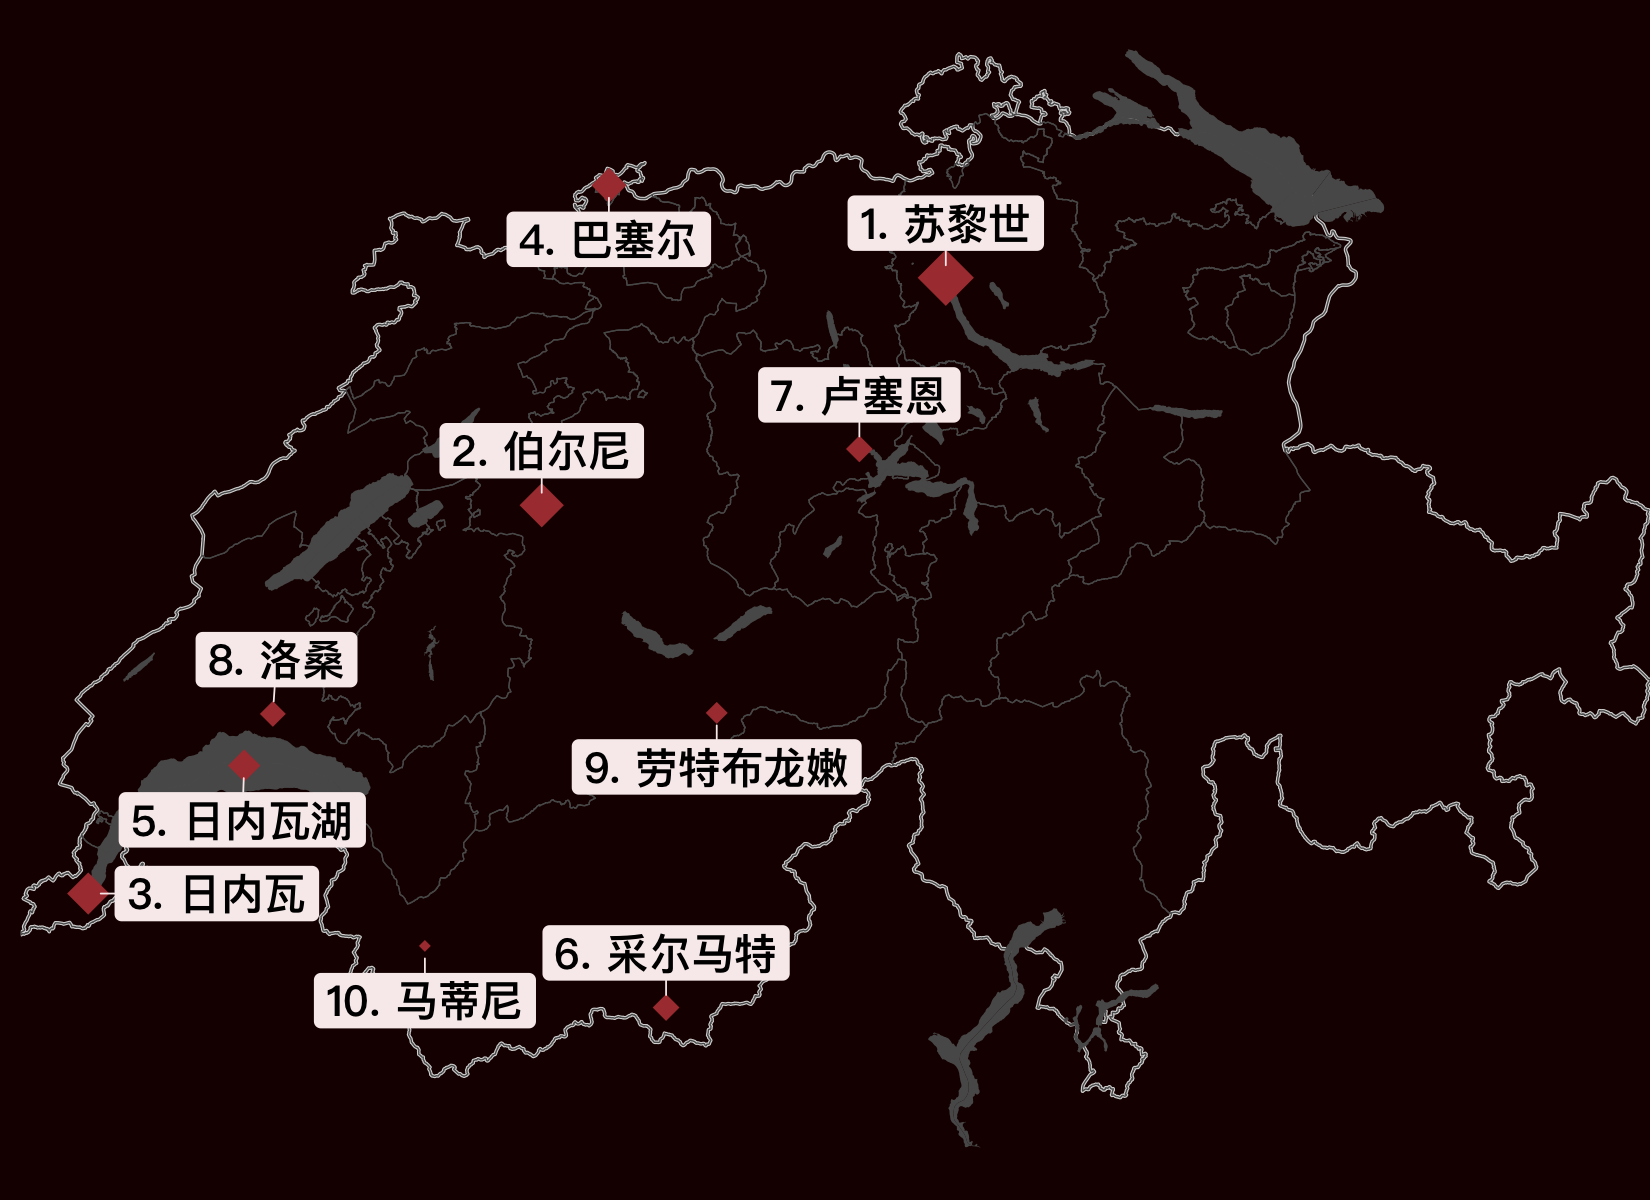 1. 苏黎世
4. 巴塞尔
7. 卢塞恩
2. 伯尔尼
8. 洛桑
9. 劳特布龙嫩
5. 日内瓦湖
3. 日内瓦
6. 采尔马特
10. 马蒂尼